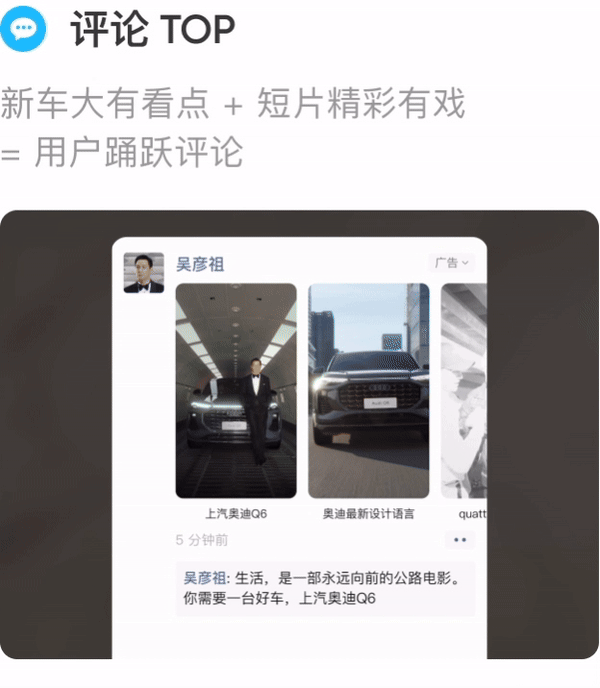 评论 TOP
新车大有看点 + 短片精彩有戏
= 用户踊跃评论
吴彦祖
广告
上汽奥迪Q6
奥迪最新设计语言
quatt
5 分钟前
吴彦祖: 生活，是一部永远向前的公路电影。
你需要一台好车，上汽奥迪Q6